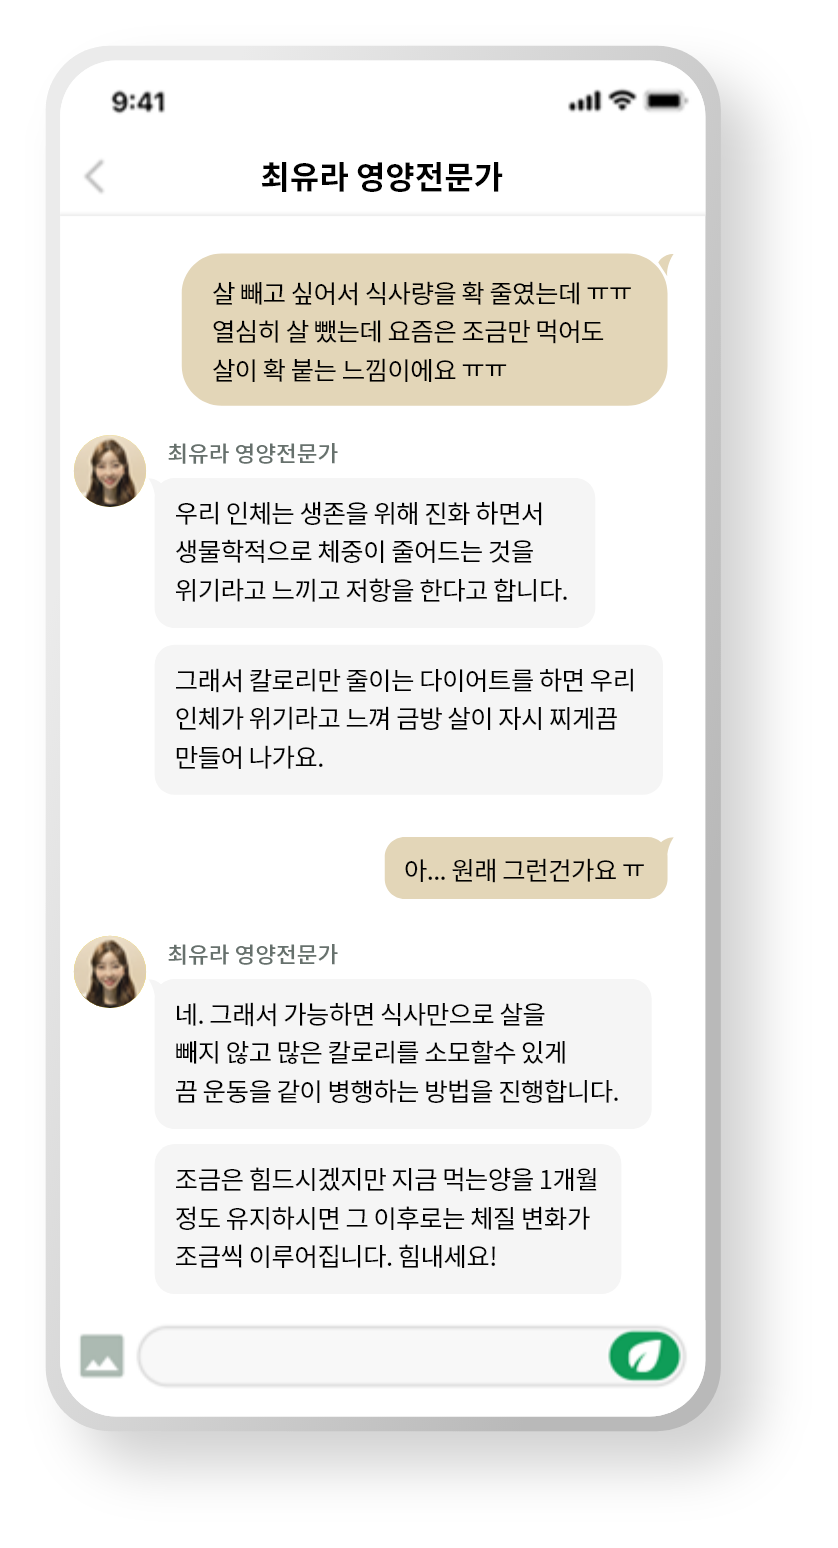 9:41
최유라 영양전문가
살 빼고 싶어서 식사량을 확 줄였는데 ㅠㅠ
열심히 살 뺐는데 요즘은 조금만 먹어도
살이 확 붙는 느낌이에요 ㅠㅠ
최유라 영양전문가
우리 인체는 생존을 위해 진화 하면서
생물학적으로 체중이 줄어드는 것을
위기라고 느끼고 저항을 한다고 합니다.
그래서 칼로리만 줄이는 다이어트를 하면 우리
인체가 위기라고 느껴 금방 살이 자시 찌게끔
만들어 나가요.
아... 원래 그런건가요 ㅠ
최유라 영양전문가
네. 그래서 가능하면 식사만으로 살을
빼지 않고 많은 칼로리를 소모할수 있게
끔 운동을 같이 병행하는 방법을 진행합니다.
조금은 힘드시겠지만 지금 먹는양을 1개월
정도 유지하시면 그 이후로는 체질 변화가
조금씩 이루어집니다. 힘내세요!